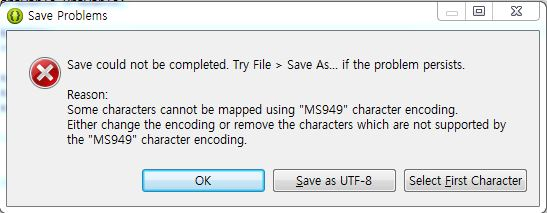 Save Problems
Save could not be completed. Try File > Save As... if the problem persists.
Reason:
Some characters cannot be mapped using "MS949" character encoding.
Either change the encoding or remove the characters which are not supported by
the "MS949" character encoding.
OK
Save as UTF-8
Select First Character